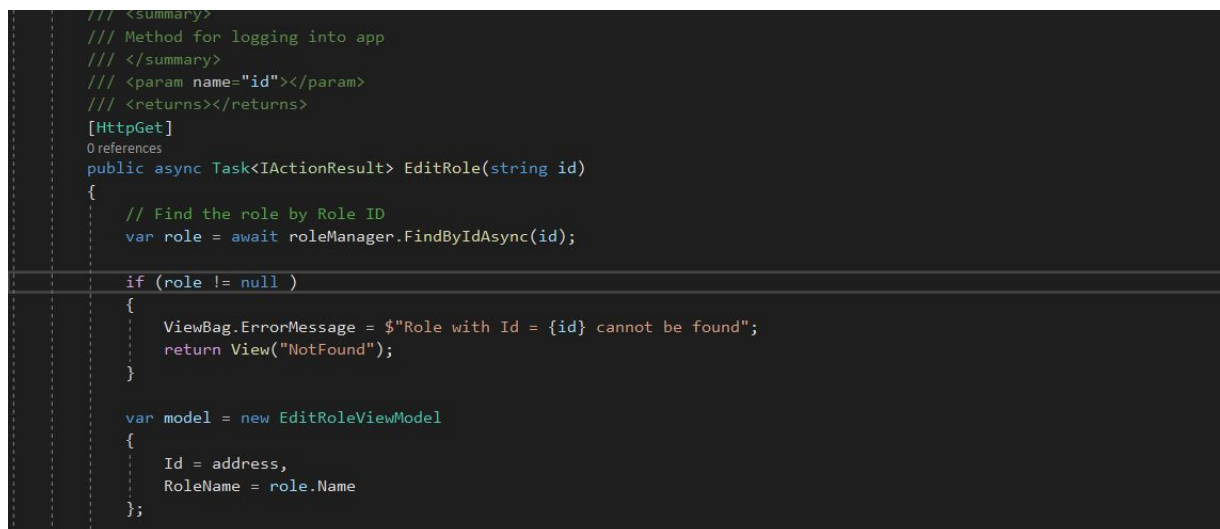 /// <summary>
/// Method for logging into app
/// </summary>
/// <param name="id"></param>
/// <returns></returns>
[HttpGet]
0 references
public async Task<IActionResult> EditRole(string id)
{
// Find the role by Role ID
var role = await roleManager.FindByIdAsync(id);
if (role != null )
{
ViewBag.ErrorMessage = $"Role with Id = {id} cannot be found";
return View("NotFound");
}
var model = new EditRoleViewModel
{
Id = address,
RoleName = role.Name
};